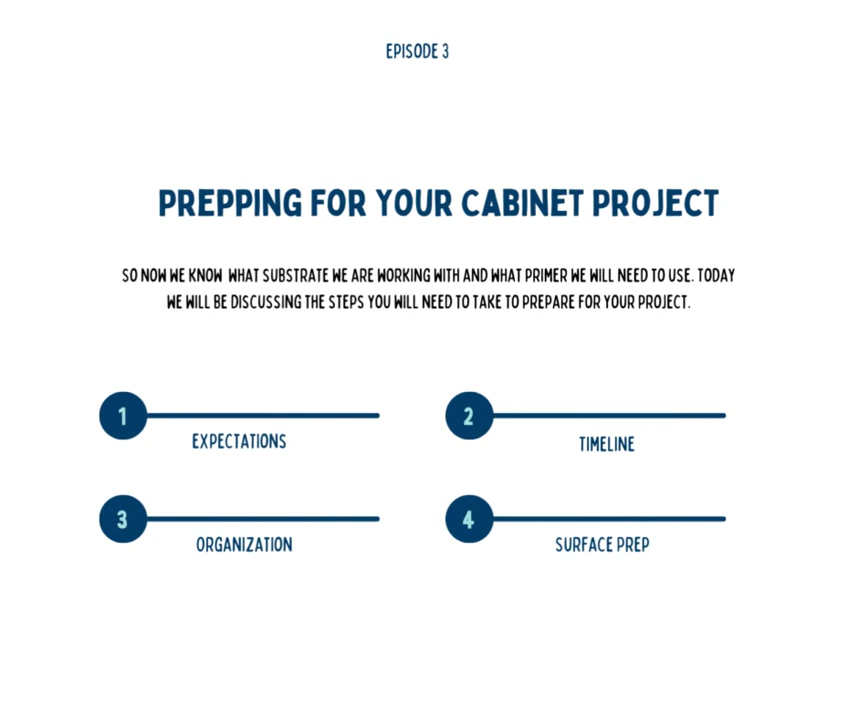 EPISODE 3
PREPPING FOR YOUR CABINET PROJECT
SO NOW WE KNOW WHAT SUBSTRATE WE ARE WORKING WITH AND WHAT PRIMER WE WILL NEED TO USE. TODAY
WE WILL BE DISCUSSING THE STEPS YOU WILL NEED TO TAKE TO PREPARE FOR YOUR PROJECT.
1
EXPECTATIONS
2
TIMELINE
3
ORGANIZATION
4
SURFACE PREP